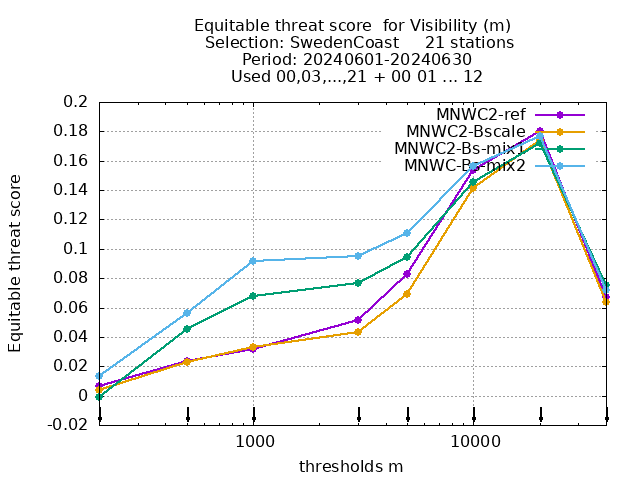 Equitable threat score  for Visibility (m)
Selection: SwedenCoast     21 stations
Period: 20240601-20240630
Used 00,03,...,21 + 00 01 ... 12
Equitable threat score
0.2
0.18
0.16
0.14
0.12
0.1
0.08
0.06
0.04
0.02
0
-0.02
MNWC2-ref
MNWC2-Bscale
MNWC2-Bs-mix1
MNWC-Bs-mix2
1000
10000
thresholds m